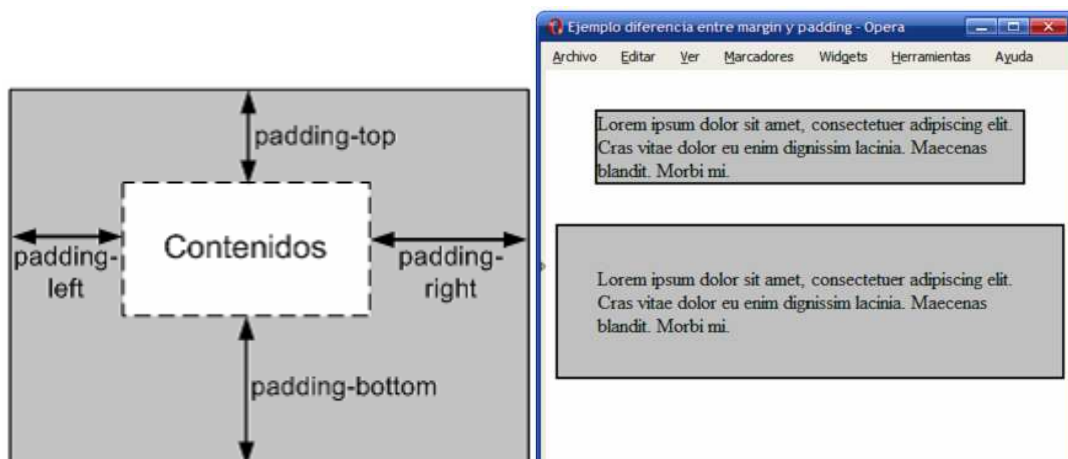 padding-top
padding-
left
Contenidos
padding-
right
padding-bottom
Ejemplo diferencia entre margin y padding - Opera
Archivo Editar Ver Marcadores Widgets Herramientas Ayuda
Lorem ipsum dolor sit amet, consectetuer adipiscing elit.
Cras vitae dolor eu enim dignissim lacinia. Maecenas
blandit. Morbi mi.
Lorem ipsum dolor sit amet, consectetuer adipiscing elit.
Cras vitae dolor eu enim dignissim lacinia. Maecenas
blandit. Morbi mi.